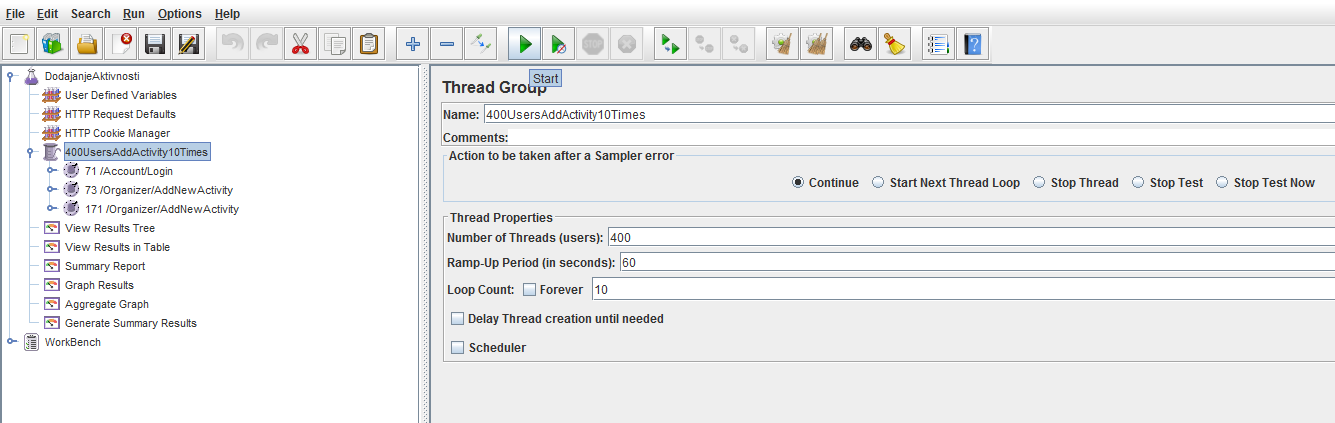 File Edit Search Run Options Help
STOP
Start
DodajanjeAktivnosti
User Defined Variables
HTTP Request Defaults
HTTP Cookie Manager
400UsersAddActivity10Times
71 /Account/Login
73 /Organizer/AddNewActivity
171 /Organizer/AddNewActivity
View Results Tree
View Results in Table
Summary Report
Graph Results
Aggregate Graph
Generate Summary Results
WorkBench
Thread Group
Name: 400UsersAddActivity10Times
Comments:
Action to be taken after a Sampler error
Continue Start Next Thread Loop Stop Thread Stop Test Stop Test Now
Thread Properties
Number of Threads (users): 400
Ramp-Up Period (in seconds): 60
Loop Count: Forever 10
Delay Thread creation until needed
Scheduler